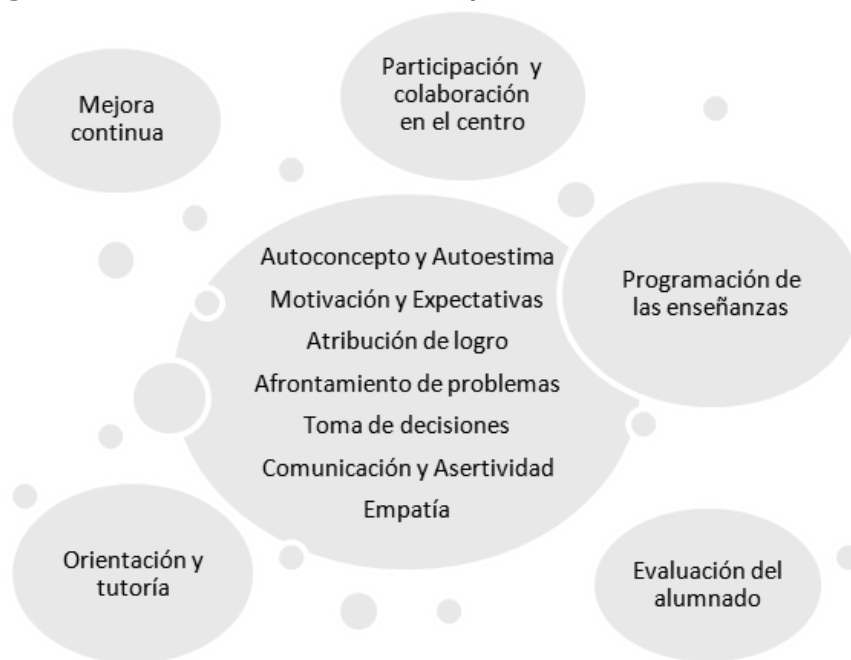 Mejora
continua
Participación y
colaboración
en el centro
Autoconcepto y Autoestima
Motivación y Expectativas
Atribución de logro
Afrontamiento de problemas
Toma de decisiones
Comunicación y Asertividad
Empatía
Programación de
las enseñanzas
Orientación y
tutoría
Evaluación del
alumnado